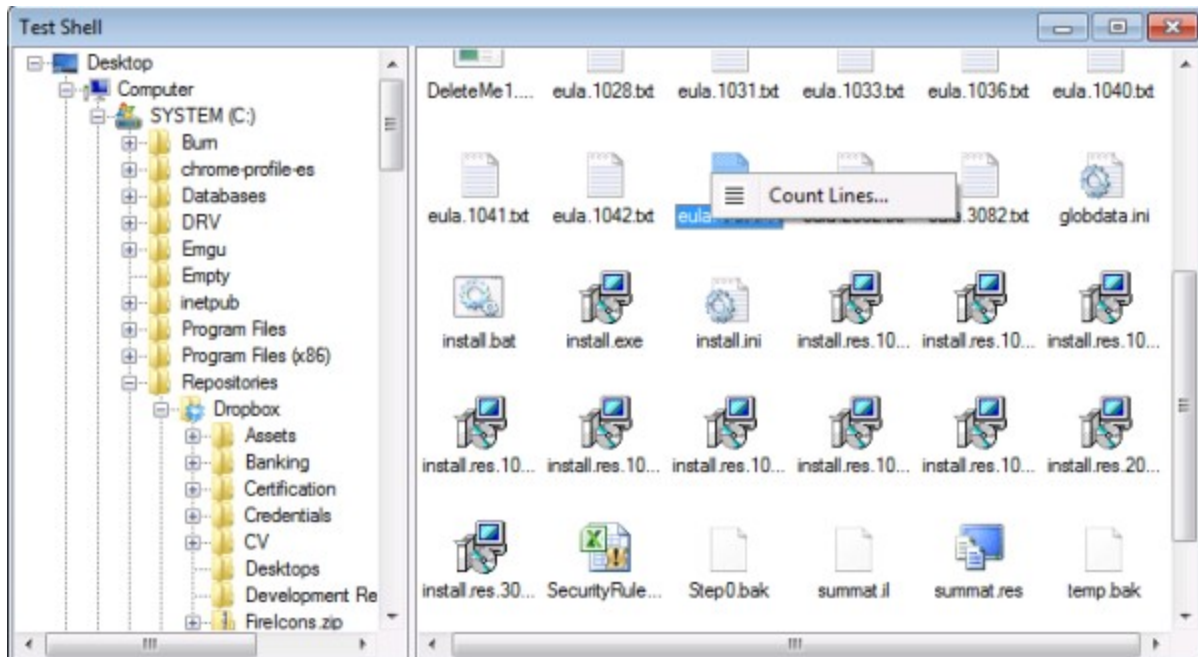 Test Shell
Desktop
Computer
SYSTEM (C:)
Burn
chrome-profile-es
Databases
DRV
Emgu
Empty
inetpub
Program Files
Program Files (x86)
Repositories
Dropbox
Assets
Banking
Certification
Credentials
CV
Desktops
Development Re
FireIcons.zip
DeleteMe1.... eula.1028.txt eula.1031.txt eula.1033.txt eula.1036.txt eula.1040.txt
Count Lines...
eula.1041.txt eula.1042.txt .3082.txt globdata.ini
install.bat install.exe install.ini install.res.10... install.res.10... install.res.10...
install.res.10... install.res.10... install.res.10... install.res.10... install.res.10... install.res.20...
install.res.30... SecurityRule... Step0.bak summat.il summat.res temp.bak